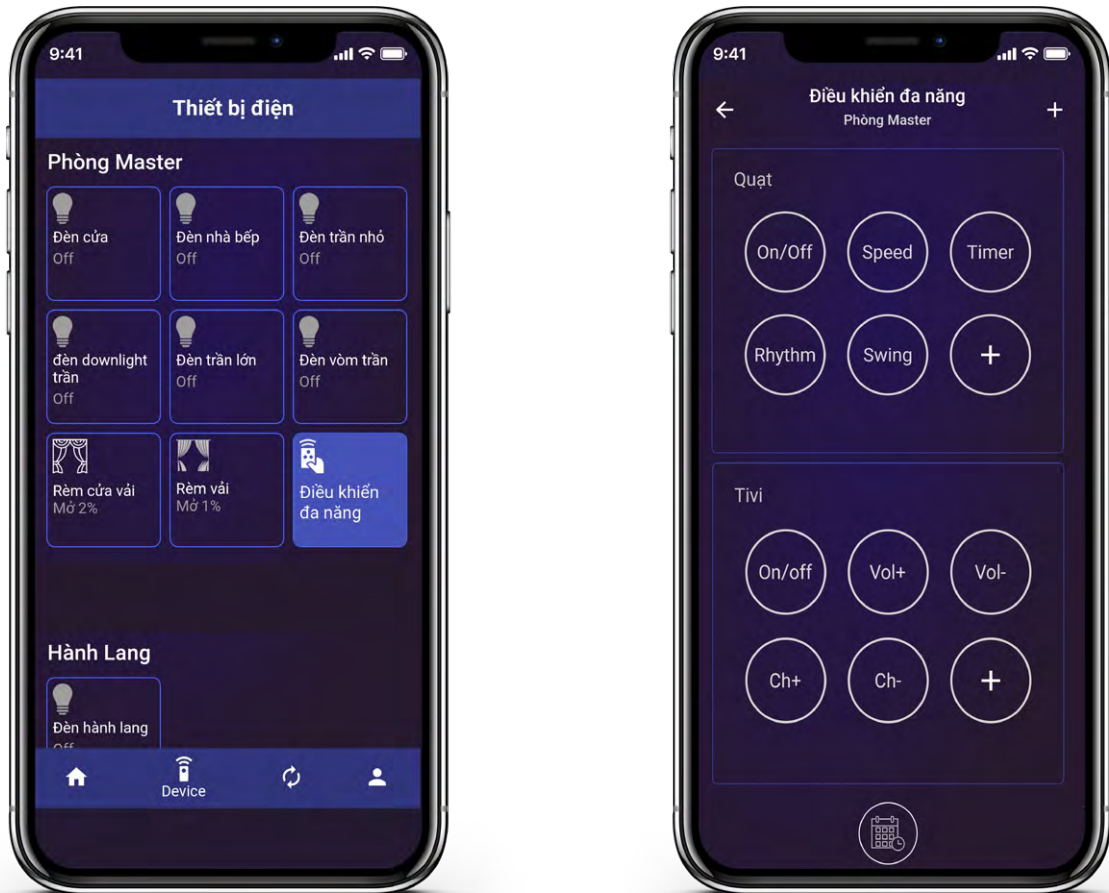 9:41
Thiết bị điện
Phòng Master
Đèn cửa
Off
Đèn nhà bếp
Off
Đèn trần nhỏ
Off
đèn downlight
trần
Off
Đèn trần lớn
Off
Đèn vòm trần
Off
Rèm cửa vải
Mở 2%
Rèm vải
Mở 1%
Điều khiển
đa năng
Hành Lang
Đèn hành lang
Off
Device
9:41
Điều khiển đa năng
Phòng Master
Quạt
On/Off
Speed
Timer
Rhythm
Swing
+
Tivi
On/off
Vol+
Vol-
Ch+
Ch-
+